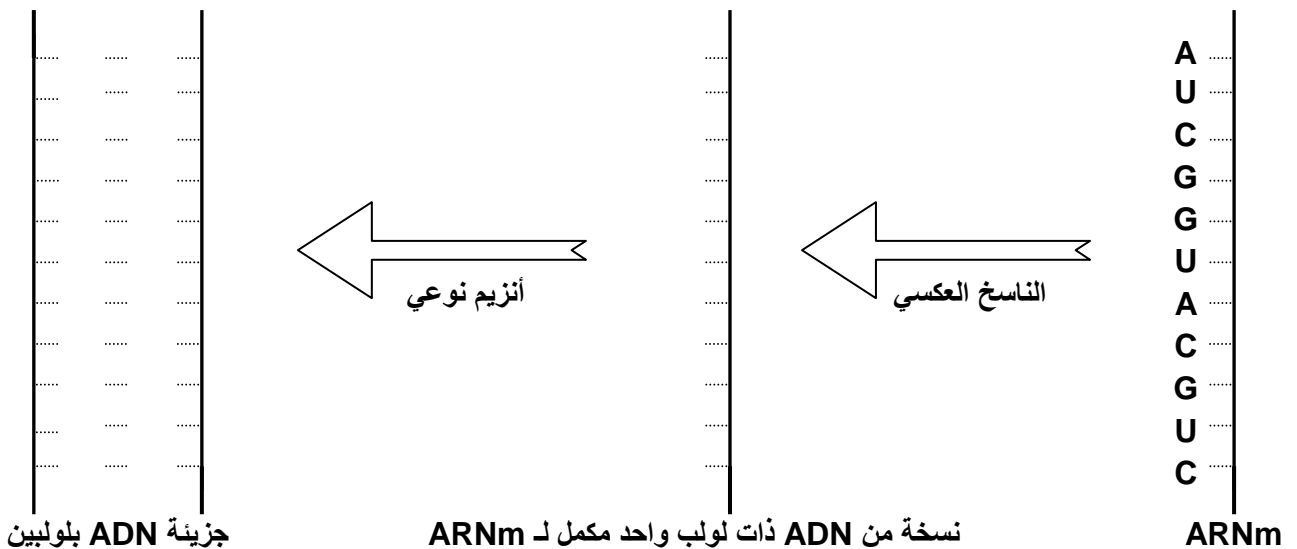 A
U
C
G
G
U
A
C
G
U
C
الناسخ العكسي
أنزيم نوعي
ARNm
نسخة من ADN ذات لولب واحد مكمل لـ ARNm
جزيئة ADN بلولبين